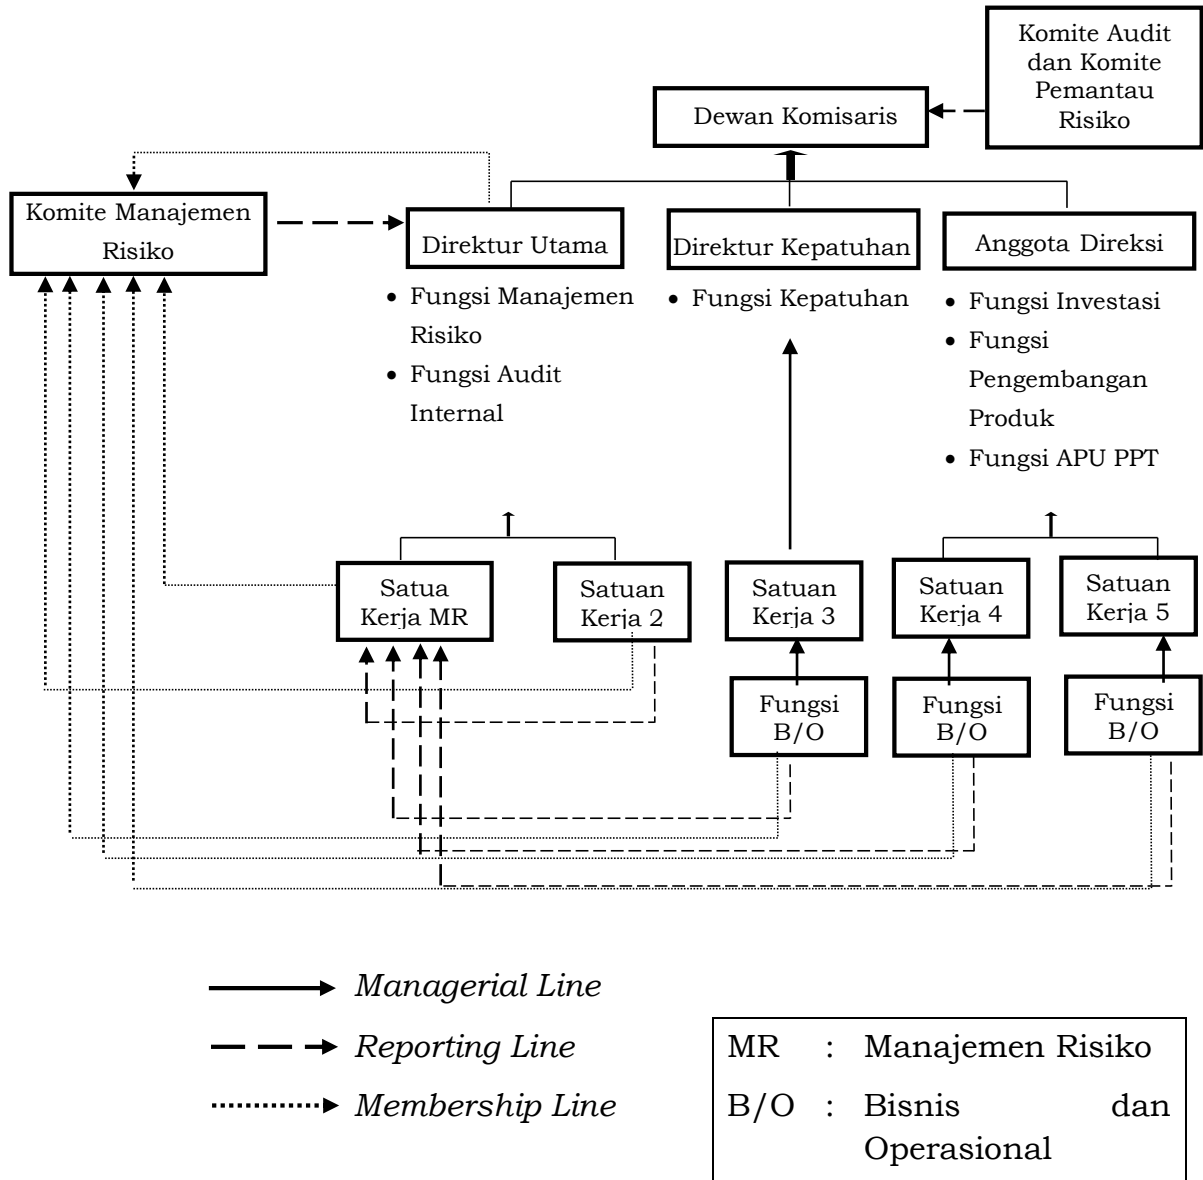 Komite Audit
dan Komite
Pemantau
Risiko
Dewan Komisaris
Komite Manajemen
Risiko
Direktur Utama
Direktur Kepatuhan
Anggota Direksi
• Fungsi Manajemen
Risiko
• Fungsi Audit
Internal
• Fungsi Kepatuhan
• Fungsi Investasi
• Fungsi
Pengembangan
Produk
• Fungsi APU PPT
Satua
Kerja MR
Satuan
Kerja 2
Satuan
Kerja 3
Satuan
Kerja 4
Satuan
Kerja 5
Fungsi
B/O
Fungsi
B/O
Fungsi
B/O
Managerial Line
Reporting Line
Membership Line
MR : Manajemen Risiko
B/O : Bisnis dan
Operasional